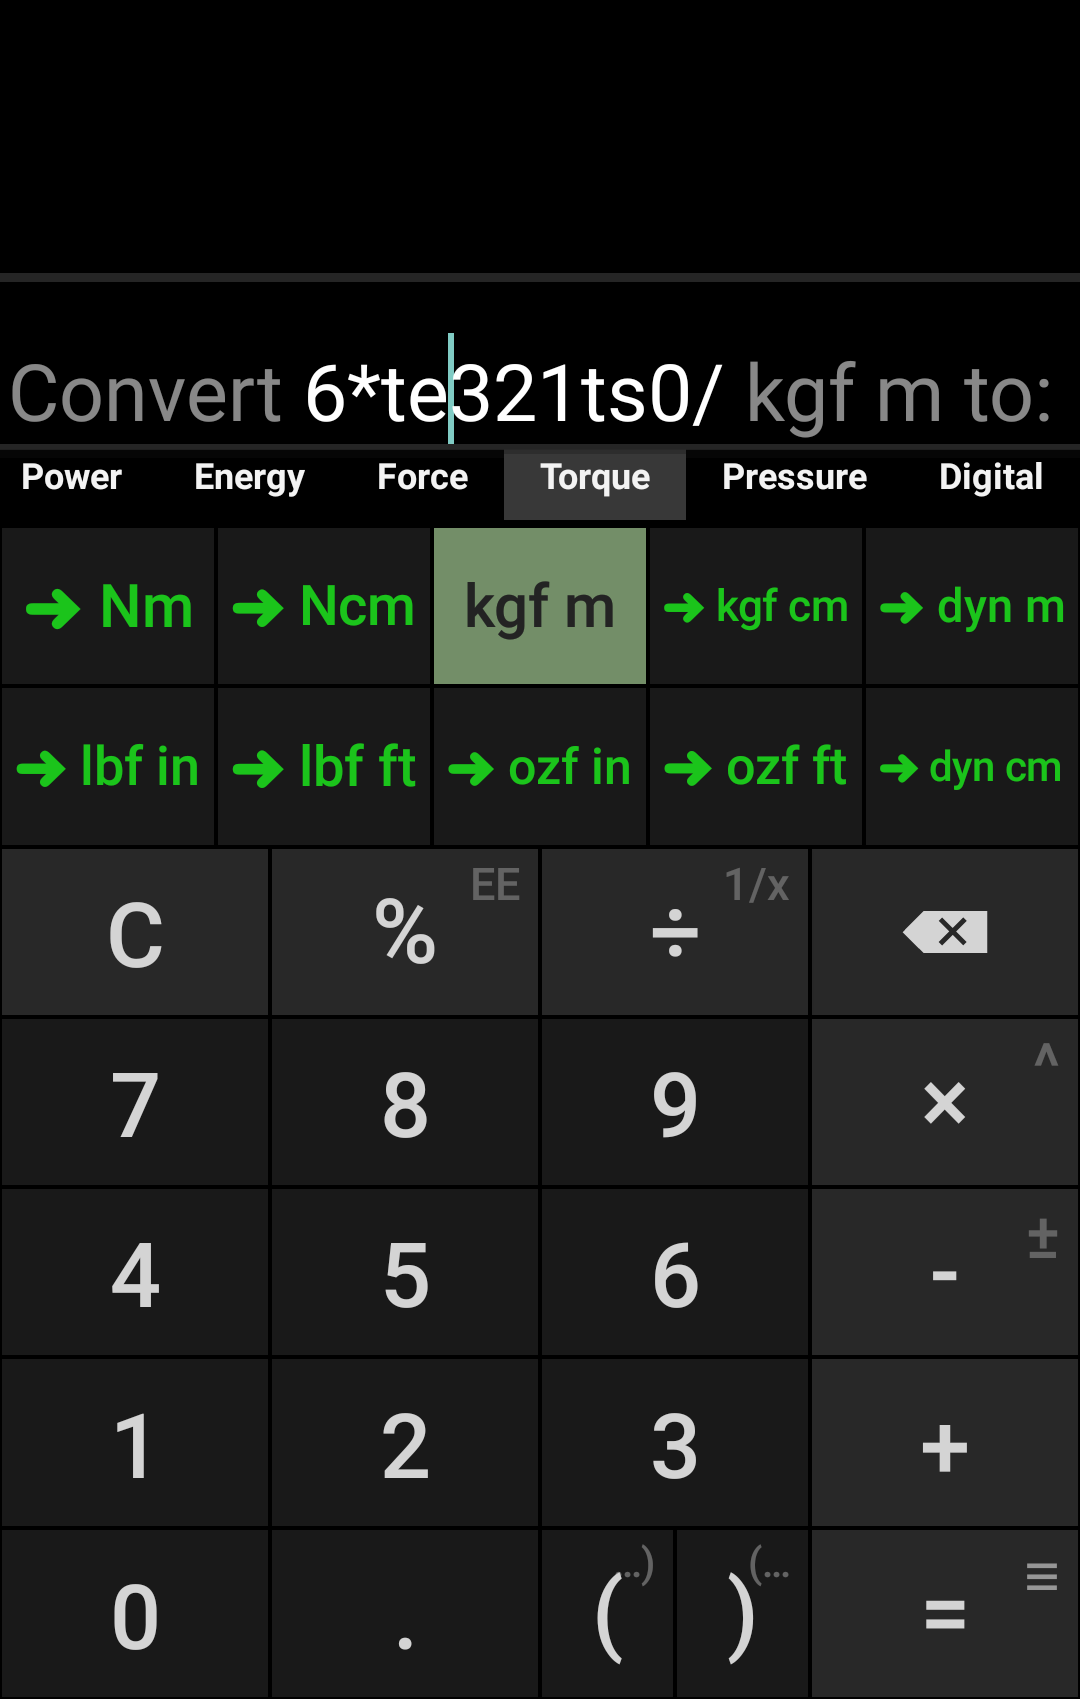 Convert 6*te321ts0/ kgf m to:
Power Energy Force Torque Pressure Digital
➔ Nm ➔ Ncm kgf m ➔ kgf cm ➔ dyn m
➔ lbf in ➔ lbf ft ➔ ozf in ➔ ozf ft ➔ dyn cm
C % EE ÷ 1/x
7 8 9 × ^
4 5 6 - ±
1 2 3 +
0 . ( ..) ) (... = ≡